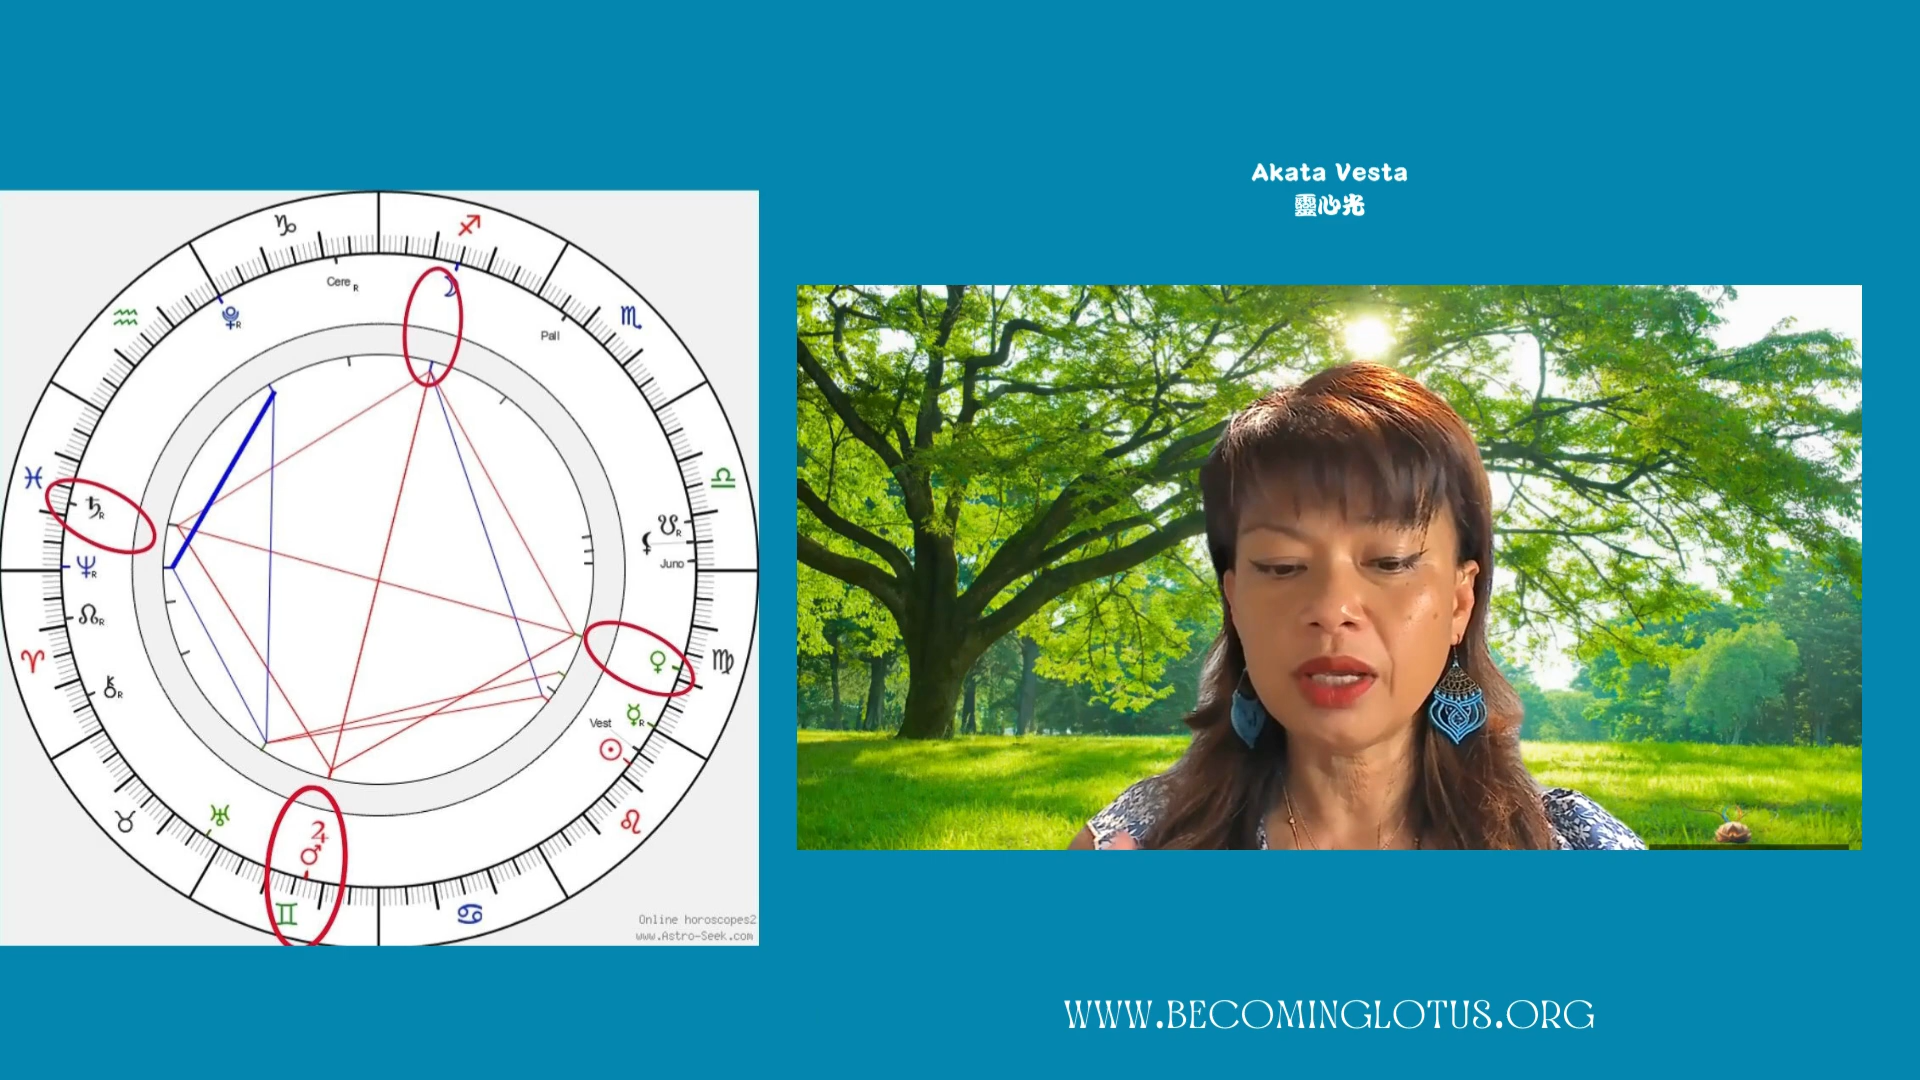 Akata Vesta
靈心光
Cere R
Pall
Juno
Vest
Online horoscopes2
www.Astro-Seek.com
WWW.BECOMINGLOTUS.ORG